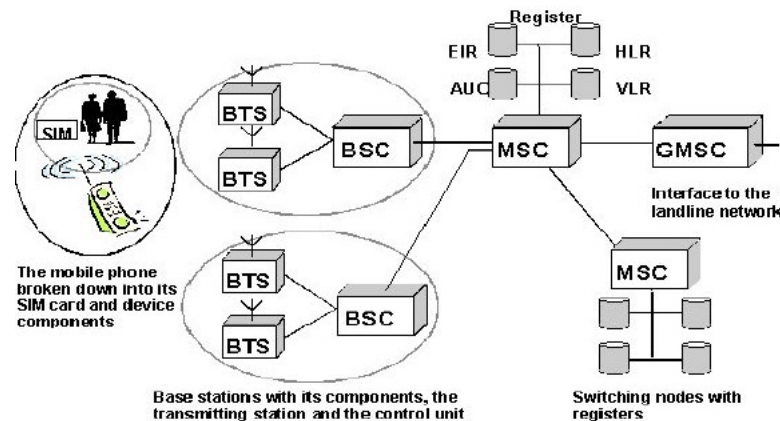 Register
EIR
HLR
AUC
VLR
SIM
BTS
BTS
BSC
MSC
GMSC
Interface to the
landline network
The mobile phone
broken down into its
SIM card and device
components
BTS
BTS
BSC
MSC
Base stations with its components, the
transmitting station and the control unit
Switching nodes with
registers